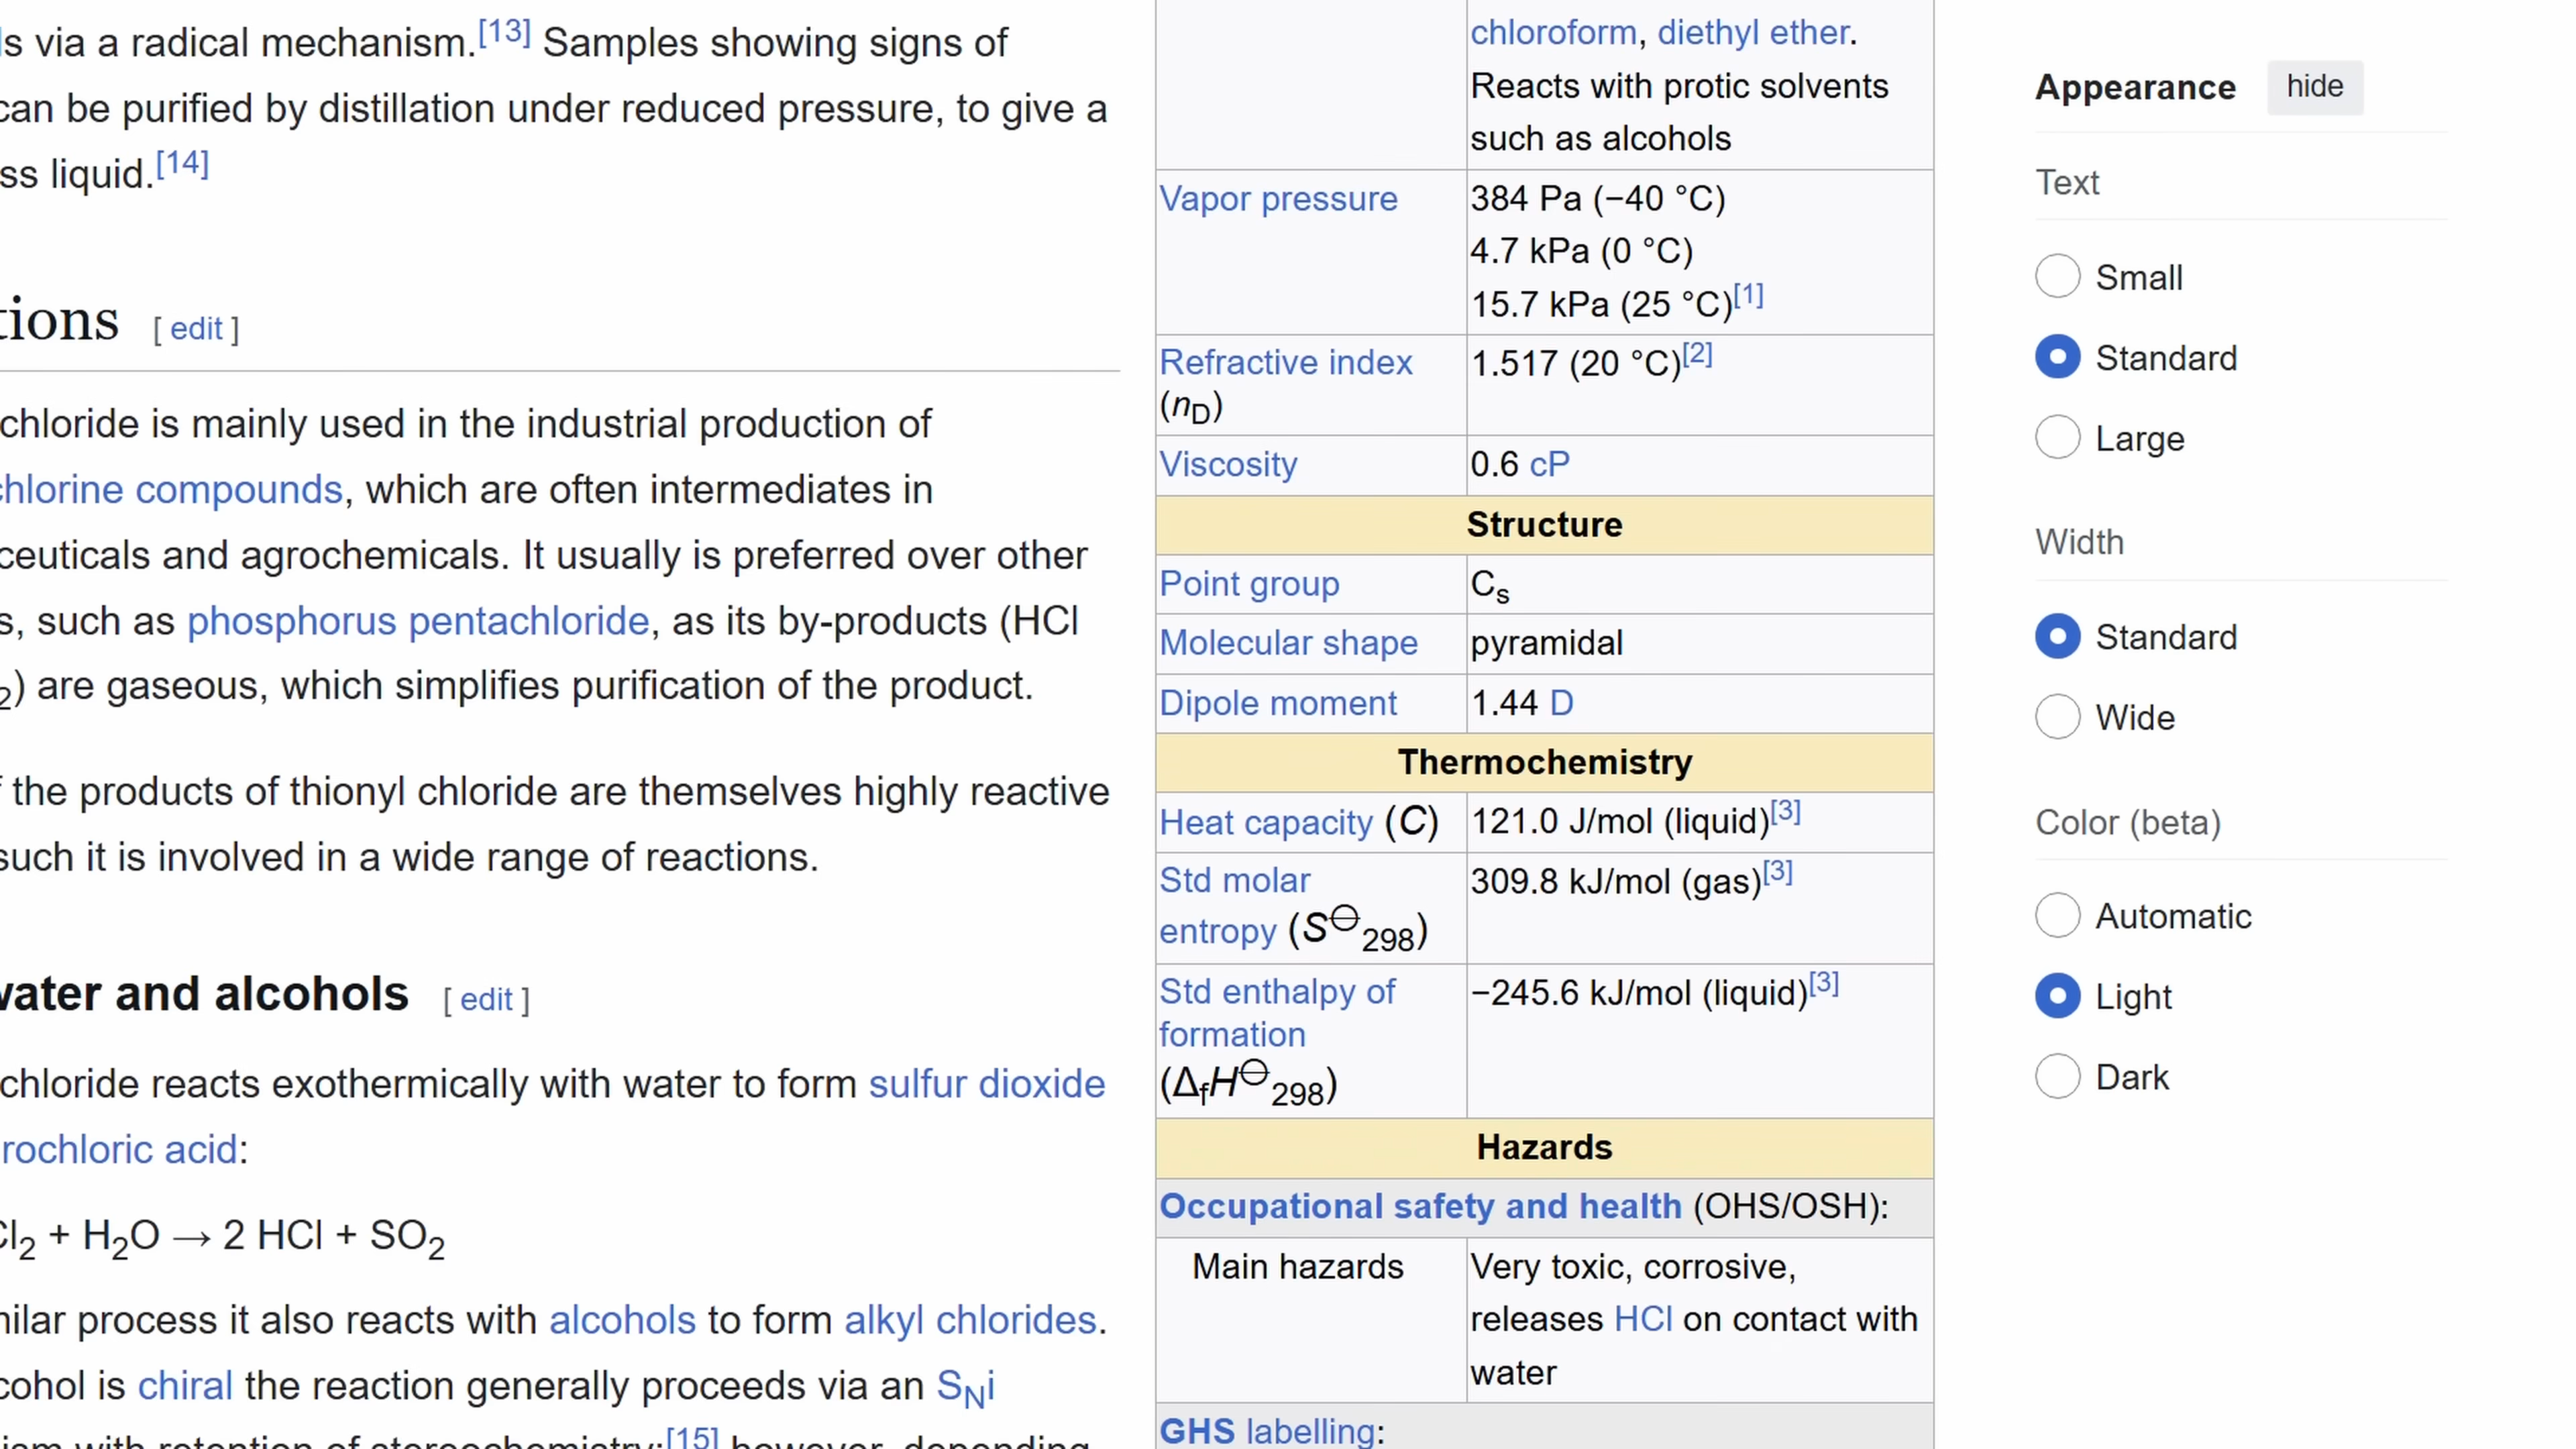 ls via a radical mechanism.[13] Samples showing signs of
can be purified by distillation under reduced pressure, to give a
ss liquid.[14]
tions [ edit ]
chloride is mainly used in the industrial production of
chlorine compounds, which are often intermediates in
ceuticals and agrochemicals. It usually is preferred over other
s, such as phosphorus pentachloride, as its by-products (HCl
2) are gaseous, which simplifies purification of the product.
f the products of thionyl chloride are themselves highly reactive
such it is involved in a wide range of reactions.
water and alcohols [ edit ]
chloride reacts exothermically with water to form sulfur dioxide
rochloric acid:
Cl2 + H2O → 2 HCl + SO2
milar process it also reacts with alcohols to form alkyl chlorides.
cohol is chiral the reaction generally proceeds via an SNi
ism with retention of stereochemistry;[15] however, depending
chloroform, diethyl ether.
Reacts with protic solvents
such as alcohols
Vapor pressure
384 Pa (−40 °C)
4.7 kPa (0 °C)
15.7 kPa (25 °C)[1]
Refractive index
(nD)
1.517 (20 °C)[2]
Viscosity
0.6 cP
Structure
Point group
Cs
Molecular shape
pyramidal
Dipole moment
1.44 D
Thermochemistry
Heat capacity (C)
121.0 J/mol (liquid)[3]
Std molar
entropy (S⦵298)
309.8 kJ/mol (gas)[3]
Std enthalpy of
formation
(ΔfH⦵298)
−245.6 kJ/mol (liquid)[3]
Hazards
Occupational safety and health (OHS/OSH):
Main hazards
Very toxic, corrosive,
releases HCl on contact with
water
GHS labelling:
Appearance hide
Text
Small
Standard
Large
Width
Standard
Wide
Color (beta)
Automatic
Light
Dark